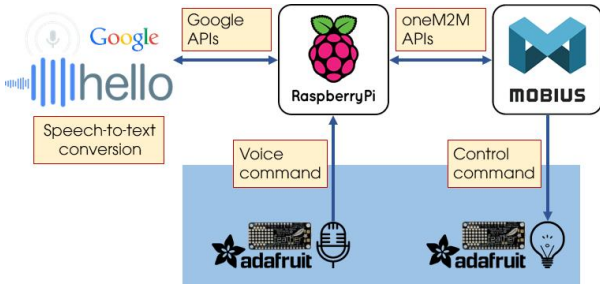 Google
hello
Speech-to-text
conversion
Google
APIs
RaspberryPi
oneM2M
APIs
MOBIUS
Voice
command
Control
command
adafruit
adafruit